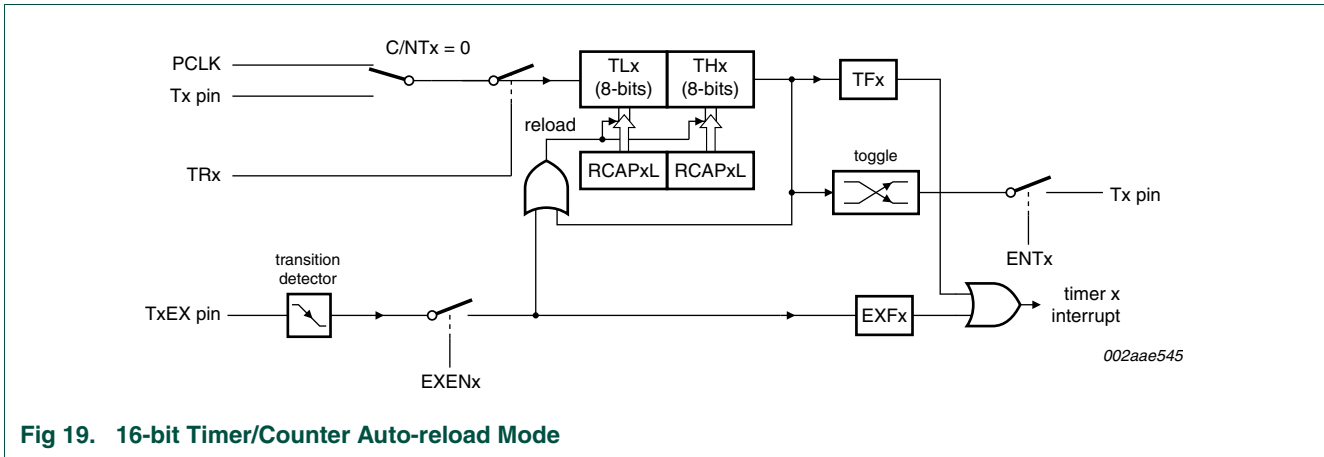 C/NTx = 0
PCLK
Tx pin
TRx
TLx
(8-bits)
THx
(8-bits)
TFx
reload
RCAPxL
RCAPxL
toggle
Tx pin
ENTx
transition
detector
TxEX pin
EXENx
EXFx
timer x
interrupt
002aae545
Fig 19. 16-bit Timer/Counter Auto-reload Mode